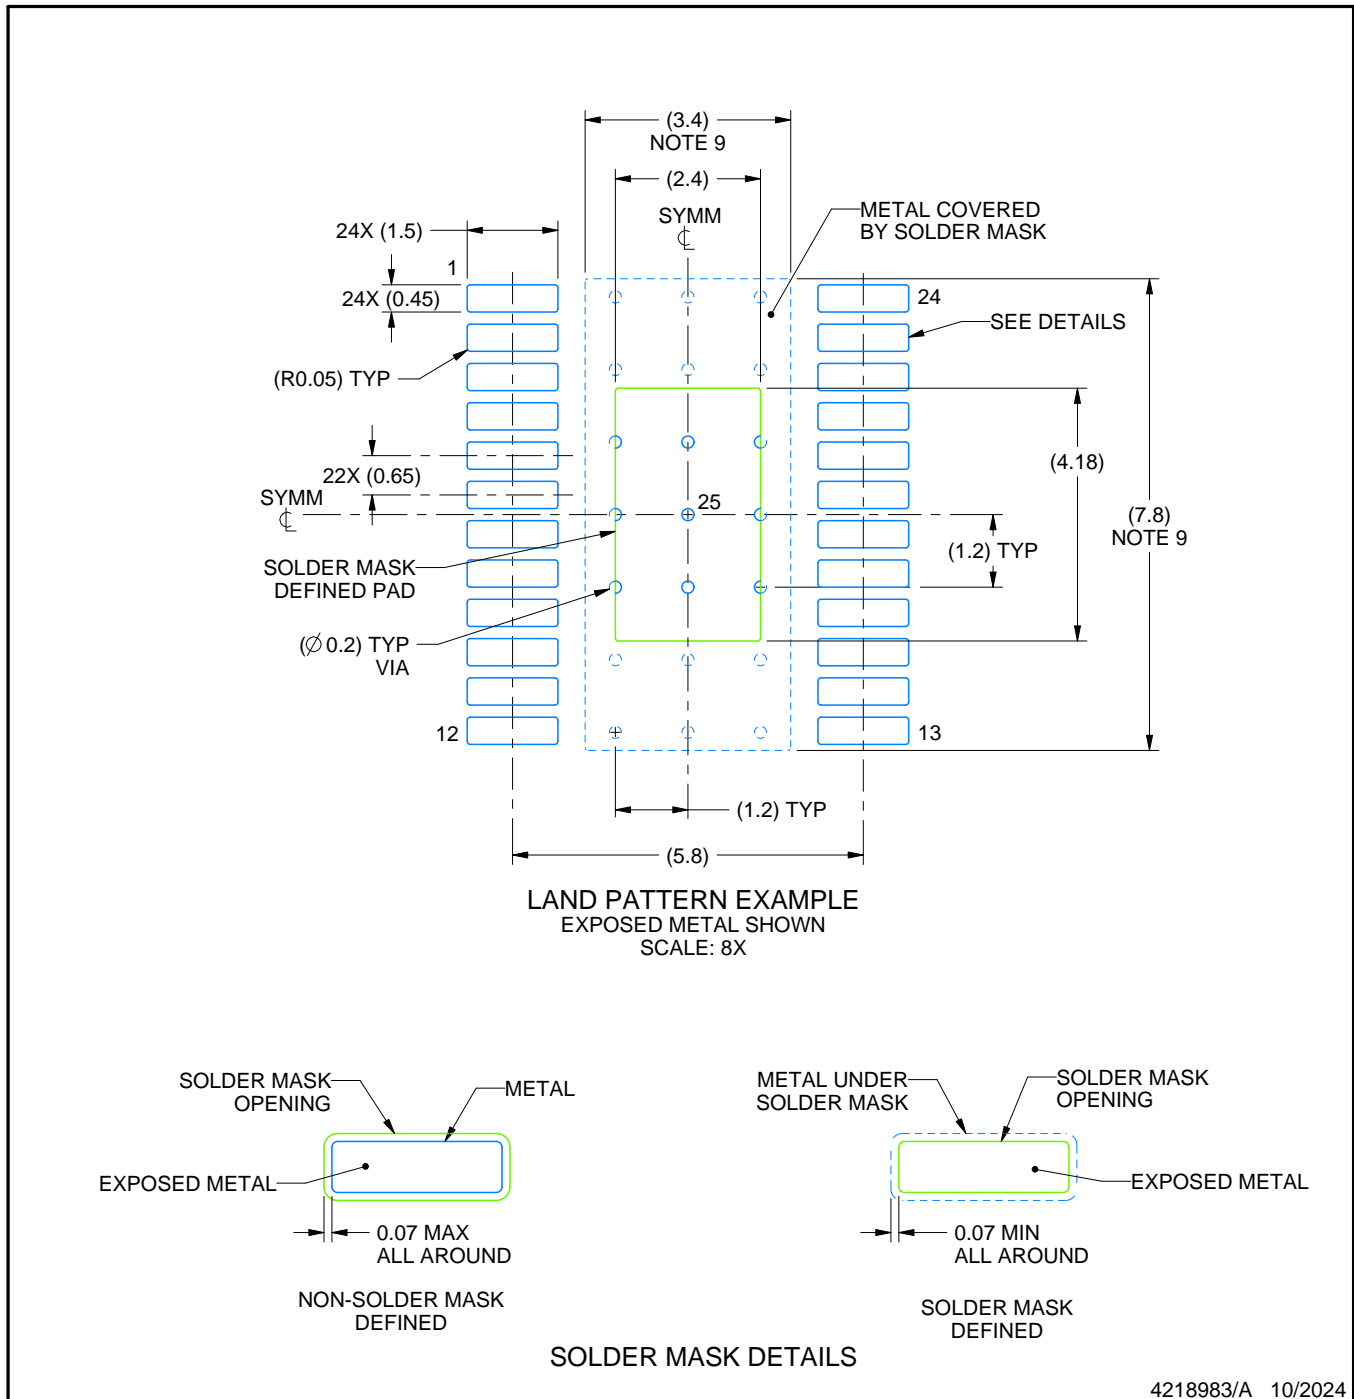 (3.4)
NOTE 9
(2.4)
SYMM
℄
METAL COVERED
BY SOLDER MASK
24X (1.5)
1
24X (0.45)
24
SEE DETAILS
(R0.05) TYP
22X (0.65)
(4.18)
SYMM
℄
25
(7.8)
NOTE 9
(1.2) TYP
SOLDER MASK
DEFINED PAD
(∅ 0.2) TYP
VIA
12
13
(1.2) TYP
(5.8)
LAND PATTERN EXAMPLE
EXPOSED METAL SHOWN
SCALE: 8X
SOLDER MASK
OPENING
METAL
EXPOSED METAL
0.07 MAX
ALL AROUND
NON-SOLDER MASK
DEFINED
METAL UNDER
SOLDER MASK
SOLDER MASK
OPENING
EXPOSED METAL
0.07 MIN
ALL AROUND
SOLDER MASK
DEFINED
SOLDER MASK DETAILS
4218983/A 10/2024